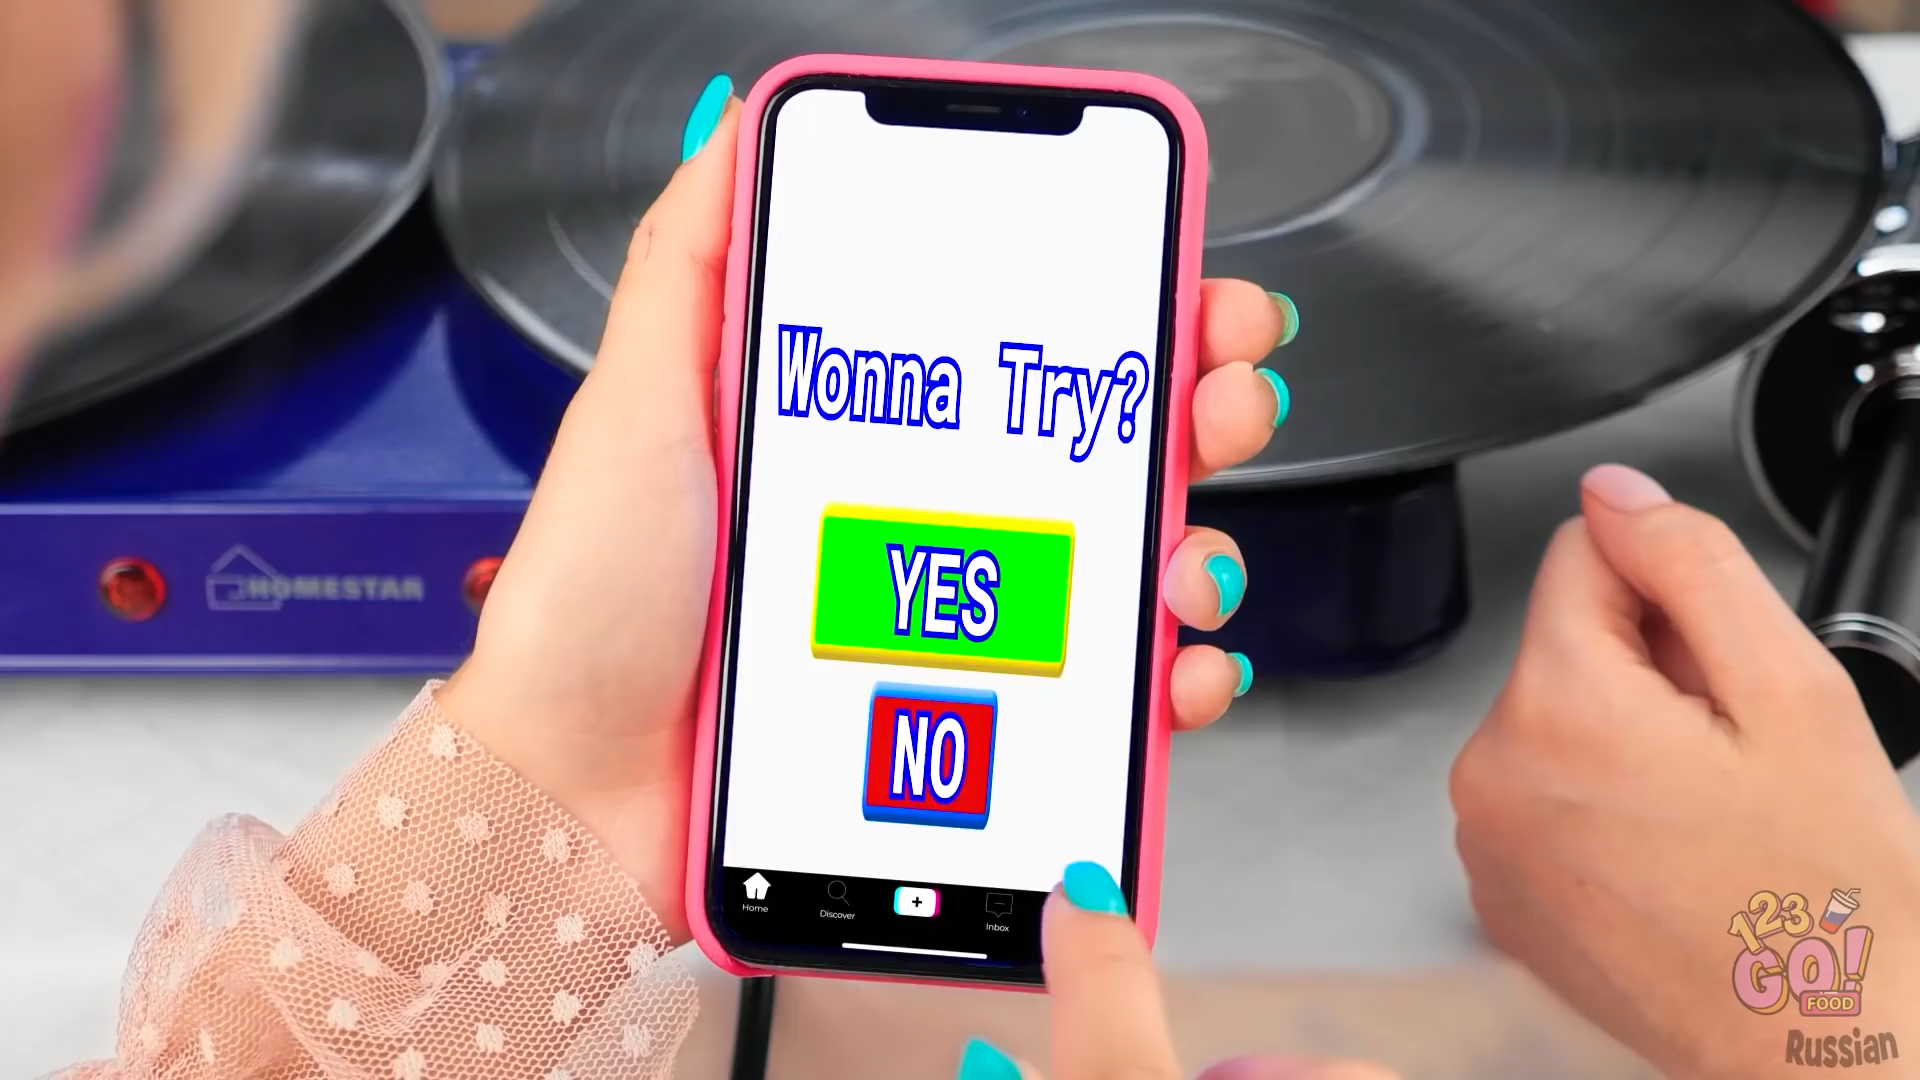 Wonna Try?
YES
NO
Home
Discover
Inbox
HOMESTAR
123
GO!
FOOD
Russian